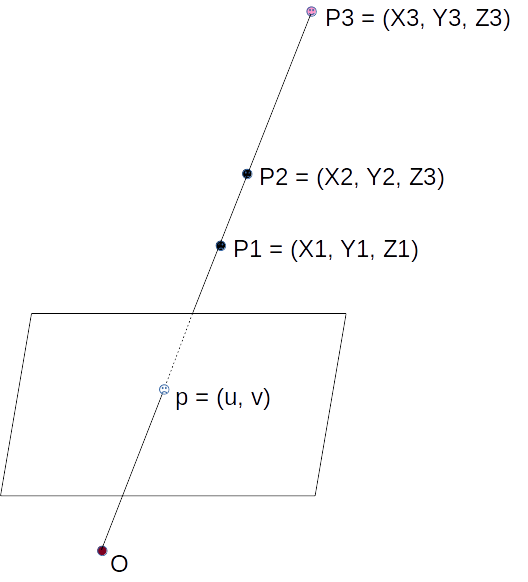 P3 = (X3, Y3, Z3)
P2 = (X2, Y2, Z3)
P1 = (X1, Y1, Z1)
p = (u, v)
O